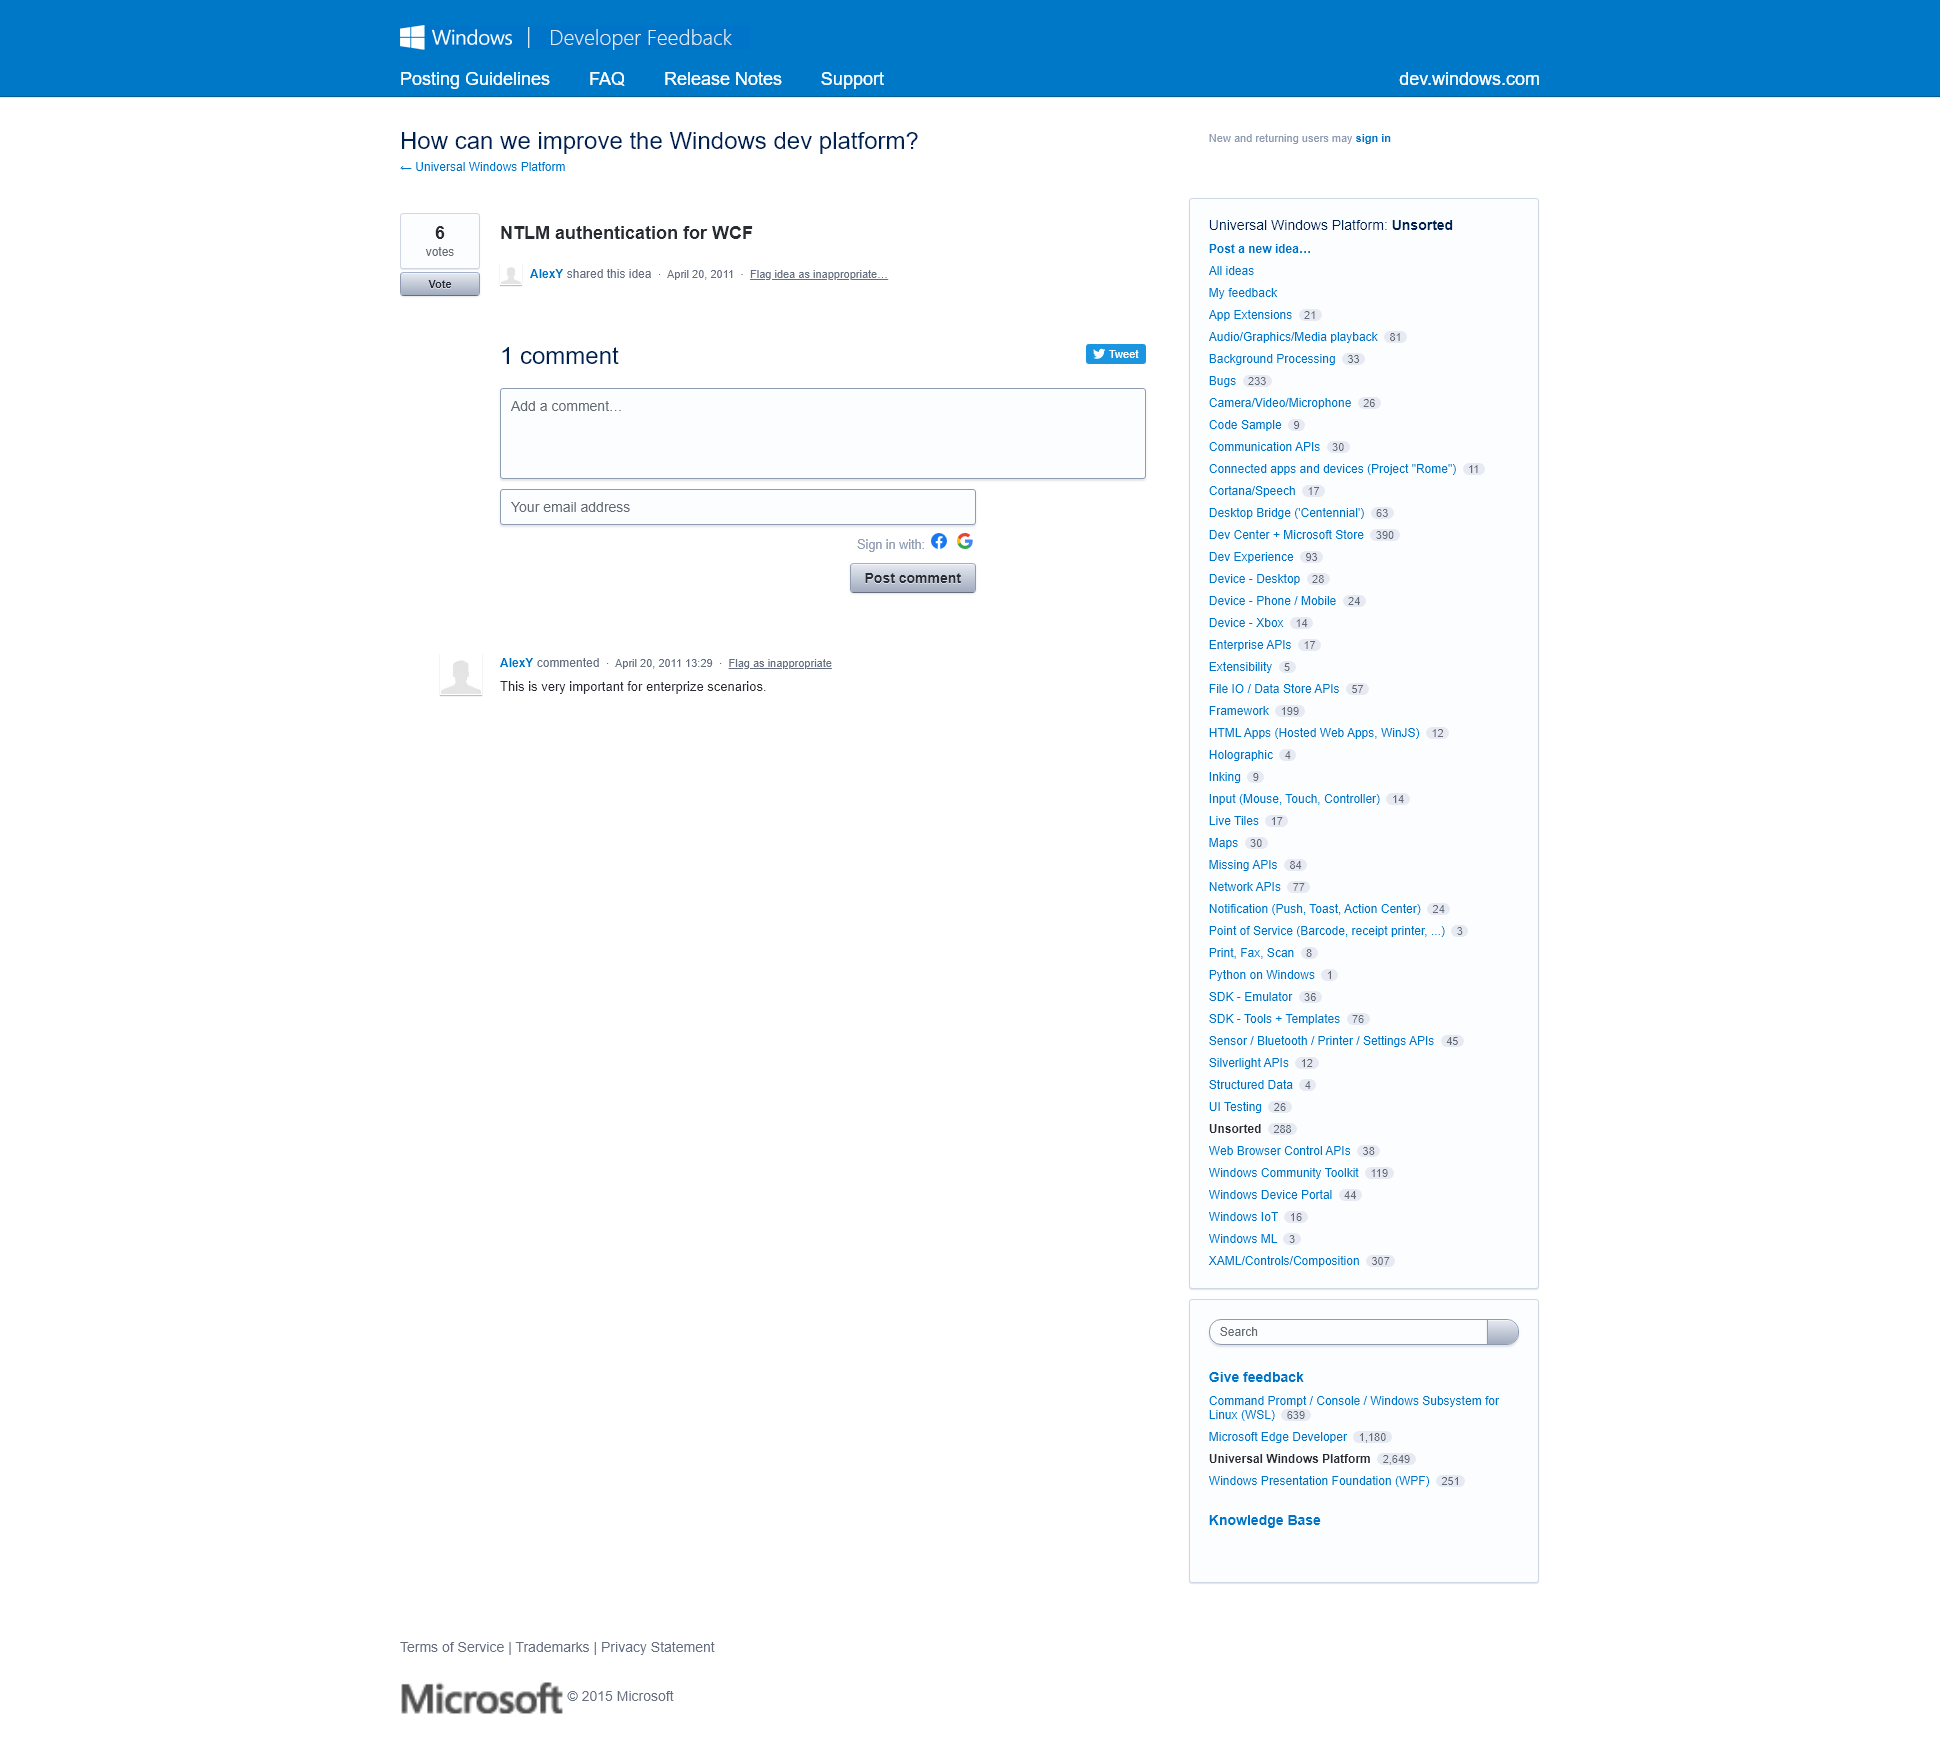 Windows | Developer Feedback
Posting Guidelines FAQ Release Notes Support dev.windows.com
How can we improve the Windows dev platform?
← Universal Windows Platform
New and returning users may sign in
6
votes
Vote
NTLM authentication for WCF
AlexY shared this idea · April 20, 2011 · Flag idea as inappropriate…
1 comment
Tweet
Add a comment…
Your email address
Sign in with:
Post comment
AlexY commented · April 20, 2011 13:29 · Flag as inappropriate
This is very important for enterprize scenarios.
Universal Windows Platform: Unsorted
Post a new idea…
All ideas
My feedback
App Extensions 21
Audio/Graphics/Media playback 81
Background Processing 33
Bugs 233
Camera/Video/Microphone 26
Code Sample 9
Communication APIs 30
Connected apps and devices (Project "Rome") 11
Cortana/Speech 17
Desktop Bridge ('Centennial') 63
Dev Center + Microsoft Store 390
Dev Experience 93
Device - Desktop 28
Device - Phone / Mobile 24
Device - Xbox 14
Enterprise APIs 17
Extensibility 5
File IO / Data Store APIs 57
Framework 199
HTML Apps (Hosted Web Apps, WinJS) 12
Holographic 4
Inking 9
Input (Mouse, Touch, Controller) 14
Live Tiles 17
Maps 30
Missing APIs 84
Network APIs 77
Notification (Push, Toast, Action Center) 24
Point of Service (Barcode, receipt printer, ...) 3
Print, Fax, Scan 8
Python on Windows 1
SDK - Emulator 36
SDK - Tools + Templates 76
Sensor / Bluetooth / Printer / Settings APIs 45
Silverlight APIs 12
Structured Data 4
UI Testing 26
Unsorted 288
Web Browser Control APIs 38
Windows Community Toolkit 119
Windows Device Portal 44
Windows IoT 16
Windows ML 3
XAML/Controls/Composition 307
Search
Give feedback
Command Prompt / Console / Windows Subsystem for
Linux (WSL) 639
Microsoft Edge Developer 1,180
Universal Windows Platform 2,649
Windows Presentation Foundation (WPF) 251
Knowledge Base
Terms of Service | Trademarks | Privacy Statement
Microsoft © 2015 Microsoft